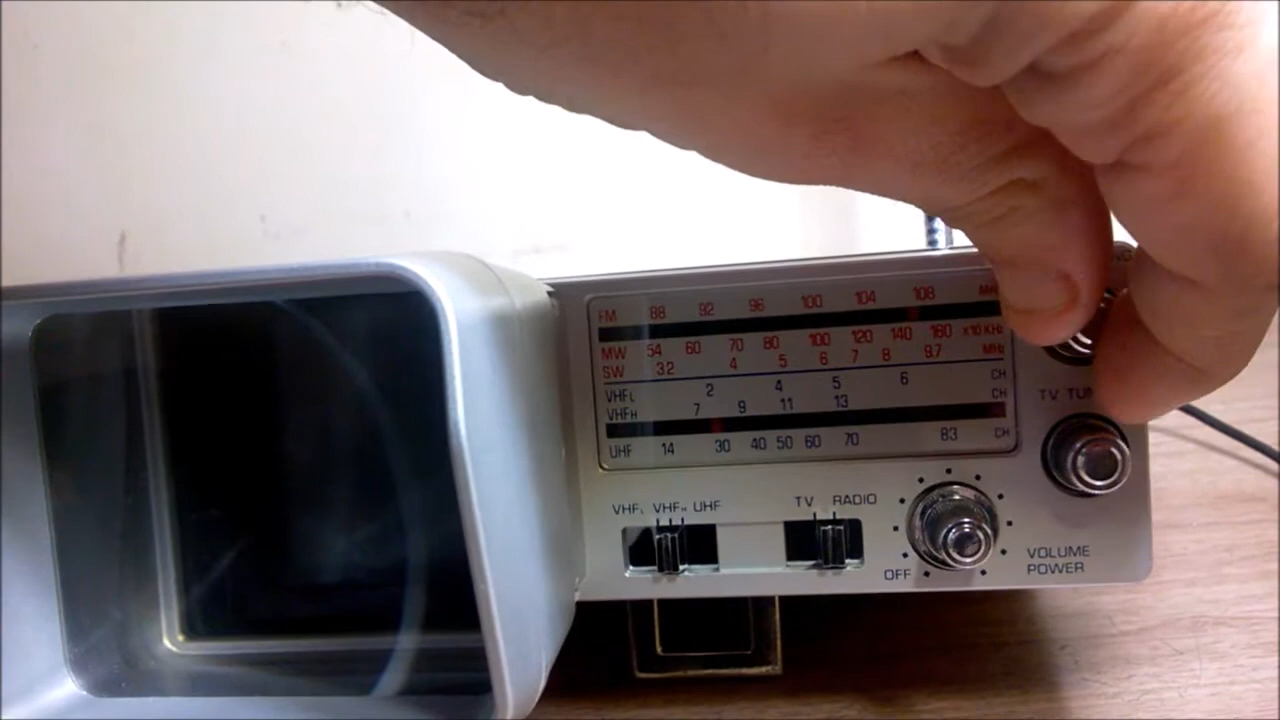 FM 88 92 96 100 104 108
MW 54 60 70 80 100 120 140 160 x10 KHz
SW 3.2 4 5 6 7 8 9.7 MHz
VHFL 2 4 5 6 CH
VHFH 7 9 11 13 CH
UHF 14 30 40 50 60 70 83 CH
TV
VHFL VHFH UHF
TV RADIO
OFF
VOLUME
POWER